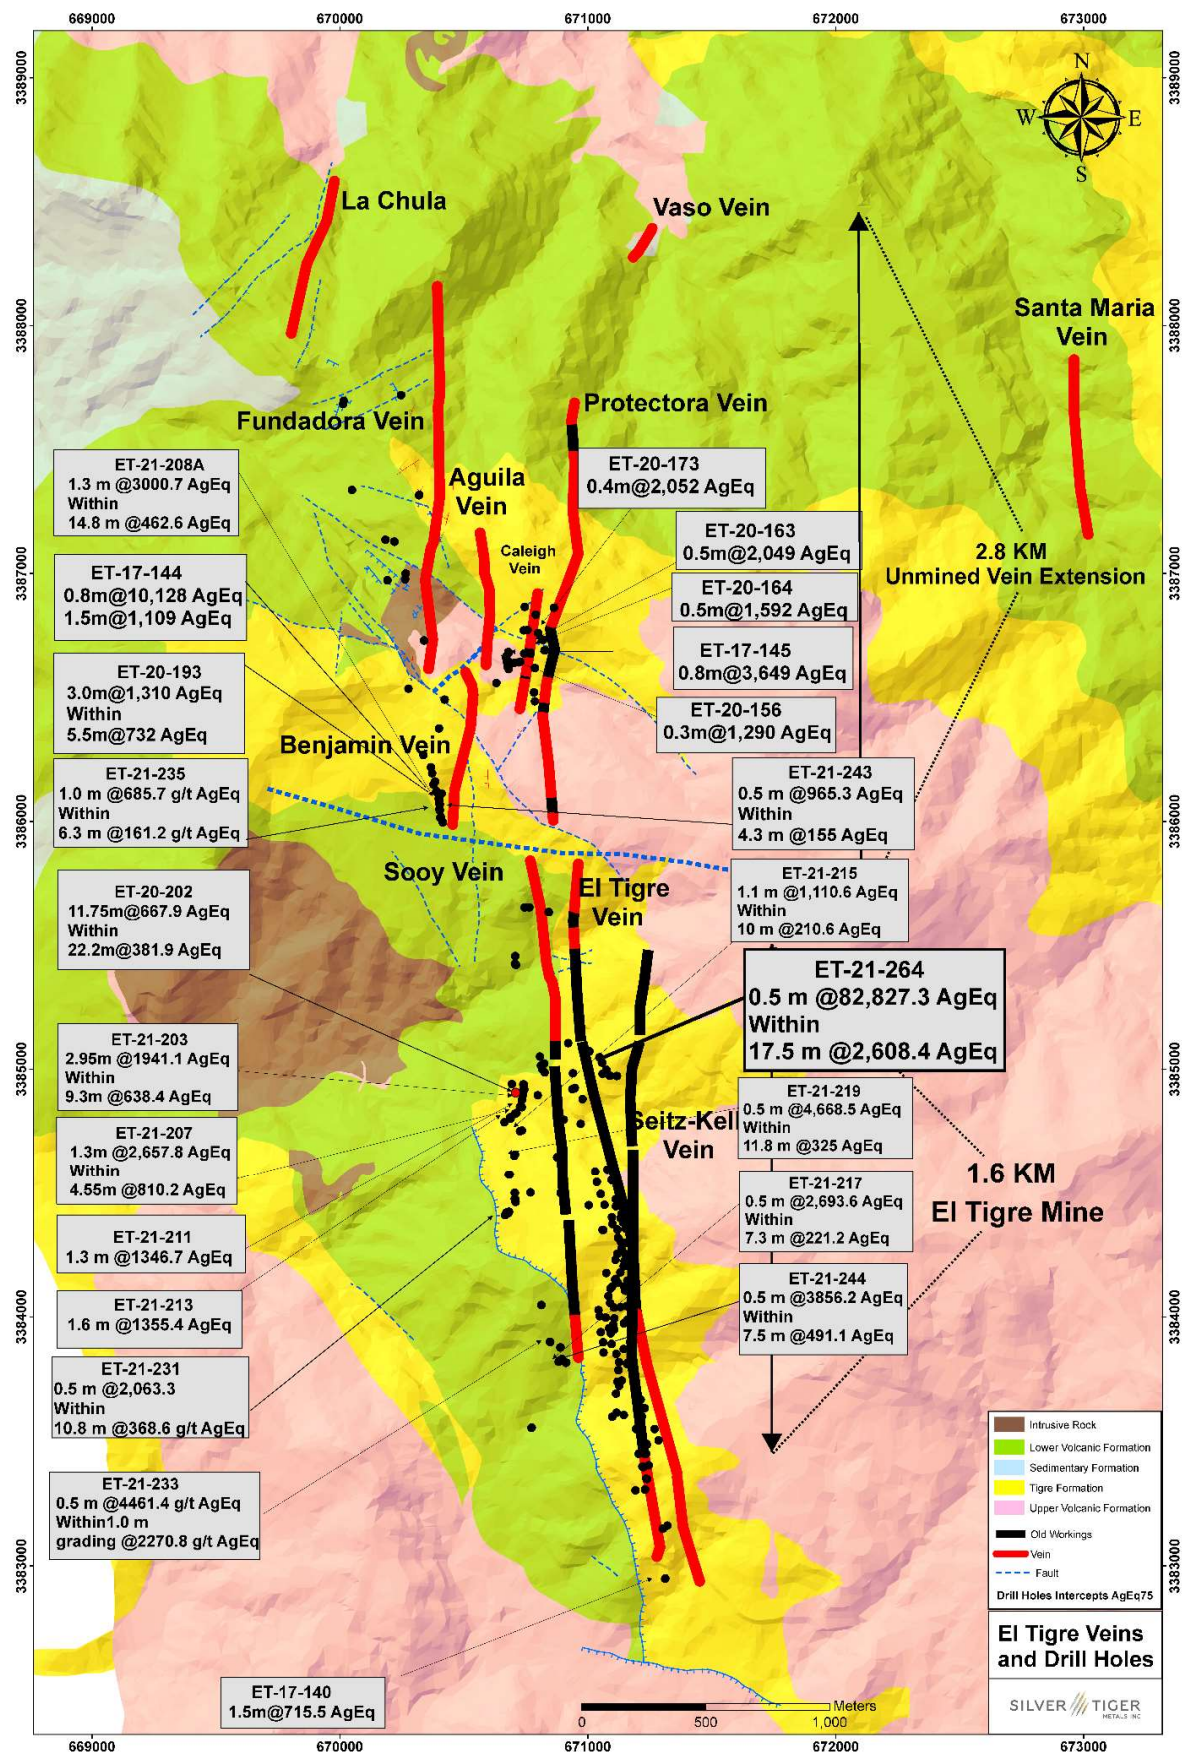 669000
670000
671000
672000
673000
3389000
3389000
N
W
E
S
La Chula
Vaso Vein
3388000
3388000
Santa Maria
Vein
Fundadora Vein
Protectora Vein
ET-21-208A
1.3 m @3000.7 AgEq
Within
14.8 m @462.6 AgEq
Aguila
Vein
ET-20-173
0.4m@2,052 AgEq
Caleigh
Vein
ET-20-163
0.5m@2,049 AgEq
3387000
3387000
2.8 KM
Unmined Vein Extension
ET-17-144
0.8m@10,128 AgEq
1.5m@1,109 AgEq
ET-20-164
0.5m@1,592 AgEq
ET-17-145
0.8m@3,649 AgEq
ET-20-193
3.0m@1,310 AgEq
Within
5.5m@732 AgEq
ET-20-156
0.3m@1,290 AgEq
Benjamin Vein
ET-21-235
1.0 m @685.7 g/t AgEq
Within
6.3 m @161.2 g/t AgEq
ET-21-243
0.5 m @965.3 AgEq
Within
4.3 m @155 AgEq
3386000
3386000
Sooy Vein
El Tigre
Vein
ET-21-215
1.1 m @1,110.6 AgEq
Within
10 m @210.6 AgEq
ET-20-202
11.75m@667.9 AgEq
Within
22.2m@381.9 AgEq
ET-21-264
0.5 m @82,827.3 AgEq
Within
17.5 m @2,608.4 AgEq
3385000
3385000
ET-21-203
2.95m @1941.1 AgEq
Within
9.3m @638.4 AgEq
ET-21-219
0.5 m @4,668.5 AgEq
Within
11.8 m @325 AgEq
Seitz-Kell
Vein
ET-21-207
1.3m @2,657.8 AgEq
Within
4.55m @810.2 AgEq
1.6 KM
El Tigre Mine
ET-21-217
0.5 m @2,693.6 AgEq
Within
7.3 m @221.2 AgEq
ET-21-211
1.3 m @1346.7 AgEq
ET-21-244
0.5 m @3856.2 AgEq
Within
7.5 m @491.1 AgEq
ET-21-213
1.6 m @1355.4 AgEq
3384000
3384000
ET-21-231
0.5 m @2,063.3
Within
10.8 m @368.6 g/t AgEq
ET-21-233
0.5 m @4461.4 g/t AgEq
Within1.0 m
grading @2270.8 g/t AgEq
Intrusive Rock
Lower Volcanic Formation
Sedimentary Formation
Tigre Formation
Upper Volcanic Formation
Old Workings
Vein
Fault
Drill Holes Intercepts AgEq75
3383000
3383000
El Tigre Veins
and Drill Holes
ET-17-140
1.5m@715.5 AgEq
Meters
0
500
1,000
SILVER TIGER
METALS INC
669000
670000
671000
672000
673000